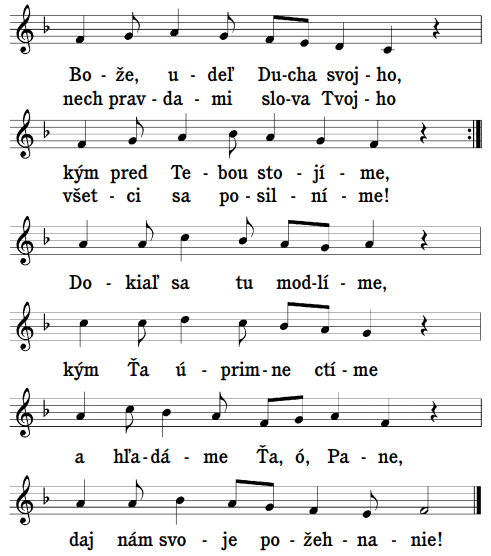 Bo - že, u - deľ Du - cha svoj - ho,
nech prav - da - mi slo - va Tvoj - ho
kým pred Te - bou sto - jí - me,
všet - ci sa po - sil - ní - me!
Do - kiaľ sa tu mod - lí - me,
kým Ťa ú - prim - ne ctí - me
a hľa - dá - me Ťa, ó, Pa - ne,
daj nám svo - je po - žeh - na - nie!